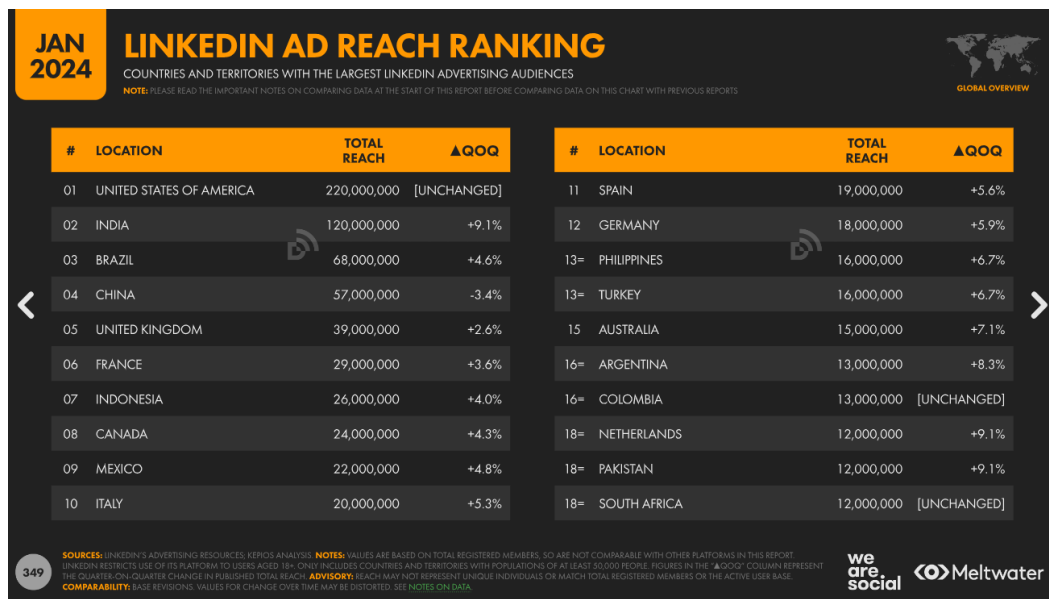 JAN
2024
LINKEDIN AD REACH RANKING
COUNTRIES AND TERRITORIES WITH THE LARGEST LINKEDIN ADVERTISING AUDIENCES
NOTE: PLEASE READ THE IMPORTANT NOTES ON COMPARING DATA AT THE START OF THIS REPORT BEFORE COMPARING DATA ON THIS CHART WITH PREVIOUS REPORTS
GLOBAL OVERVIEW
# LOCATION TOTAL REACH ▲QOQ
01 UNITED STATES OF AMERICA 220,000,000 [UNCHANGED]
02 INDIA 120,000,000 +9.1%
03 BRAZIL 68,000,000 +4.6%
04 CHINA 57,000,000 -3.4%
05 UNITED KINGDOM 39,000,000 +2.6%
06 FRANCE 29,000,000 +3.6%
07 INDONESIA 26,000,000 +4.0%
08 CANADA 24,000,000 +4.3%
09 MEXICO 22,000,000 +4.8%
10 ITALY 20,000,000 +5.3%
# LOCATION TOTAL REACH ▲QOQ
11 SPAIN 19,000,000 +5.6%
12 GERMANY 18,000,000 +5.9%
13= PHILIPPINES 16,000,000 +6.7%
13= TURKEY 16,000,000 +6.7%
15 AUSTRALIA 15,000,000 +7.1%
16= ARGENTINA 13,000,000 +8.3%
16= COLOMBIA 13,000,000 [UNCHANGED]
18= NETHERLANDS 12,000,000 +9.1%
18= PAKISTAN 12,000,000 +9.1%
18= SOUTH AFRICA 12,000,000 [UNCHANGED]
349
SOURCES: LINKEDIN'S ADVERTISING RESOURCES; KEPIOS ANALYSIS. NOTES: VALUES ARE BASED ON TOTAL REGISTERED MEMBERS, SO ARE NOT COMPARABLE WITH OTHER PLATFORMS IN THIS REPORT.
LINKEDIN RESTRICTS USE OF ITS PLATFORM TO USERS AGED 18+. ONLY INCLUDES COUNTRIES AND TERRITORIES WITH POPULATIONS OF AT LEAST 50,000 PEOPLE. FIGURES IN THE "▲QOQ" COLUMN REPRESENT
THE QUARTER-ON-QUARTER CHANGE IN PUBLISHED TOTAL REACH. ADVISORY: REACH MAY NOT REPRESENT UNIQUE INDIVIDUALS OR MATCH TOTAL REGISTERED MEMBERS OR THE ACTIVE USER BASE.
COMPARABILITY: BASE REVISIONS. VALUES FOR CHANGE OVER TIME MAY BE DISTORTED. SEE NOTES ON DATA.
we
are.
social
Meltwater